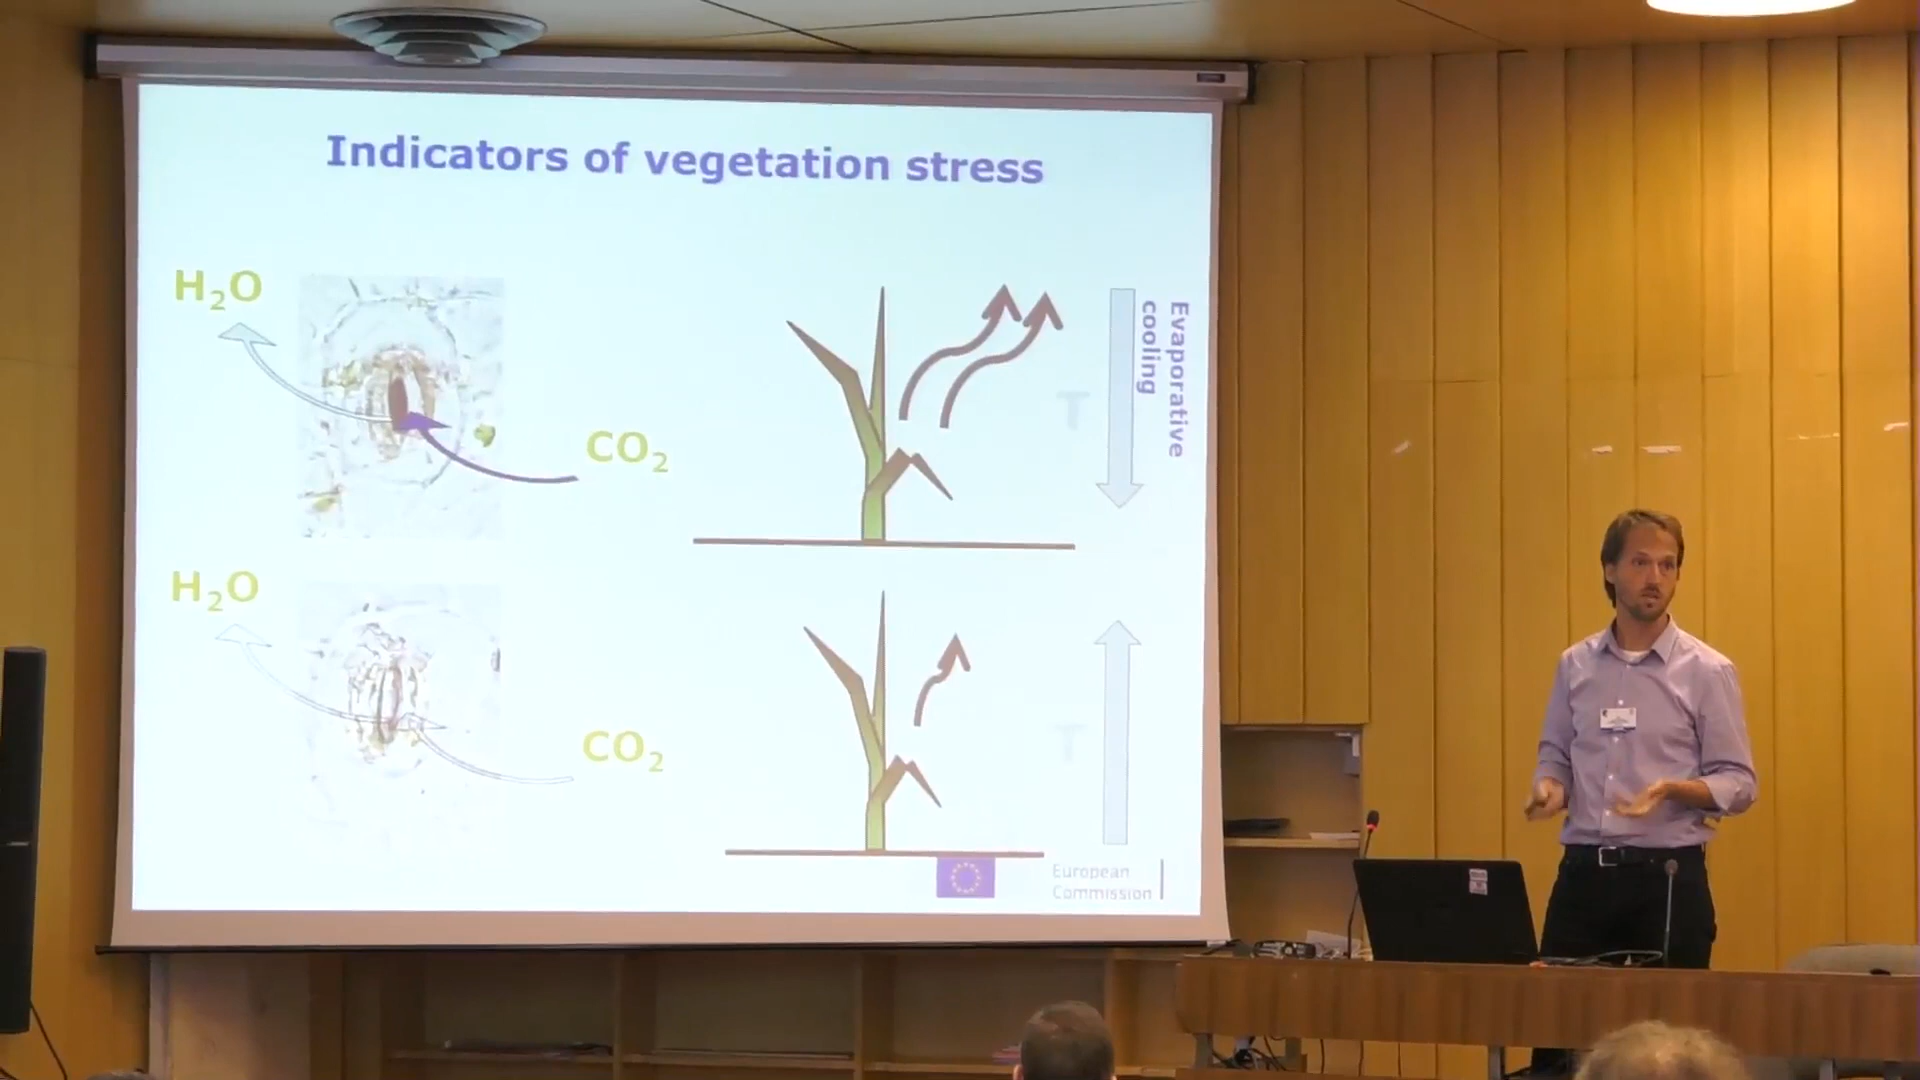 Indicators of vegetation stress
H₂O
CO₂
T
Evaporative
cooling
H₂O
CO₂
T
European
Commission